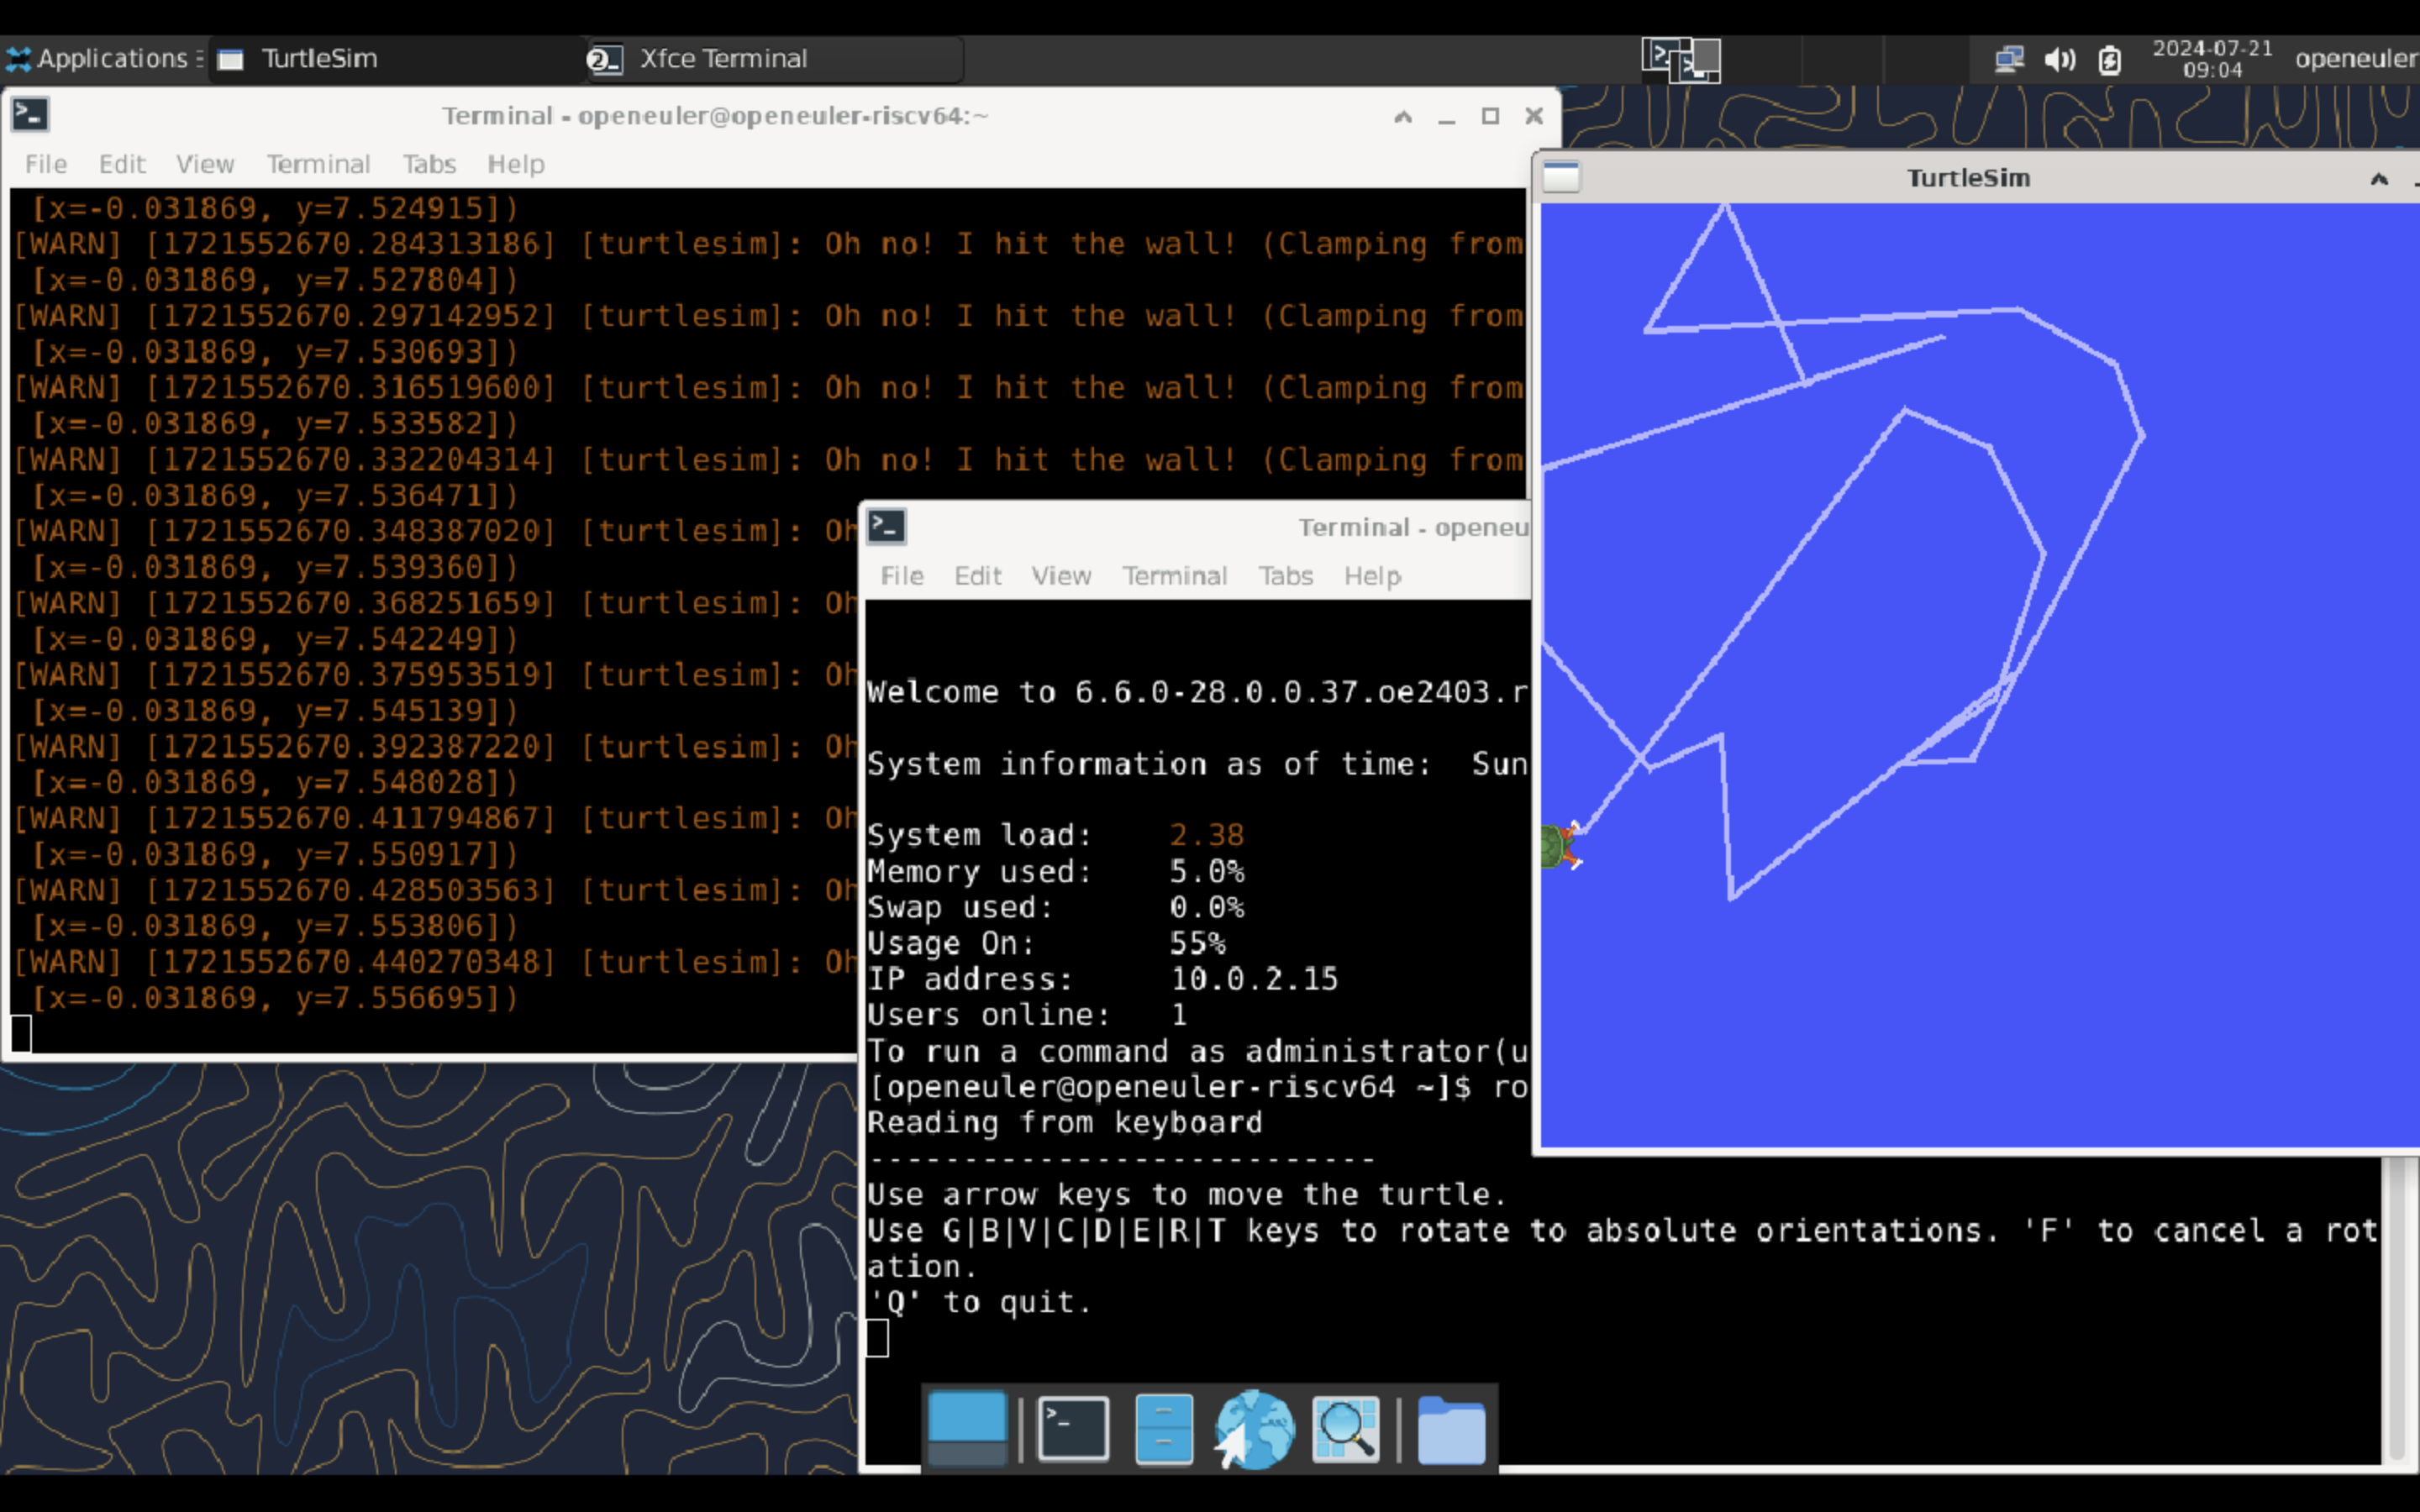 Applications
TurtleSim
2
Xfce Terminal
2024-07-21
09:04
openeuler
Terminal - openeuler@openeuler-riscv64:~
File Edit View Terminal Tabs Help
[x=-0.031869, y=7.524915])
[WARN] [1721552670.284313186] [turtlesim]: Oh no! I hit the wall! (Clamping from
[x=-0.031869, y=7.527804])
[WARN] [1721552670.297142952] [turtlesim]: Oh no! I hit the wall! (Clamping from
[x=-0.031869, y=7.530693])
[WARN] [1721552670.316519600] [turtlesim]: Oh no! I hit the wall! (Clamping from
[x=-0.031869, y=7.533582])
[WARN] [1721552670.332204314] [turtlesim]: Oh no! I hit the wall! (Clamping from
[x=-0.031869, y=7.536471])
[WARN] [1721552670.348387020] [turtlesim]: Oh
[x=-0.031869, y=7.539360])
[WARN] [1721552670.368251659] [turtlesim]: Oh
[x=-0.031869, y=7.542249])
[WARN] [1721552670.375953519] [turtlesim]: Oh
[x=-0.031869, y=7.545139])
[WARN] [1721552670.392387220] [turtlesim]: Oh
[x=-0.031869, y=7.548028])
[WARN] [1721552670.411794867] [turtlesim]: Oh
[x=-0.031869, y=7.550917])
[WARN] [1721552670.428503563] [turtlesim]: Oh
[x=-0.031869, y=7.553806])
[WARN] [1721552670.440270348] [turtlesim]: Oh
[x=-0.031869, y=7.556695])
Terminal - openeu
File Edit View Terminal Tabs Help
Welcome to 6.6.0-28.0.0.37.oe2403.r
System information as of time: Sun
System load: 2.38
Memory used: 5.0%
Swap used: 0.0%
Usage On: 55%
IP address: 10.0.2.15
Users online: 1
To run a command as administrator(u
[openeuler@openeuler-riscv64 ~]$ ro
Reading from keyboard
---------------------------
Use arrow keys to move the turtle.
Use G|B|V|C|D|E|R|T keys to rotate to absolute orientations. 'F' to cancel a rot
ation.
'Q' to quit.
TurtleSim